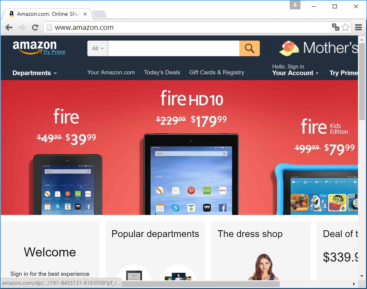 Amazon.com: Online Sho
www.amazon.com
amazon
Try Prime
All
Mother's
Departments
Your Amazon.com
Today's Deals
Gift Cards & Registry
Hello. Sign in
Your Account
Try Prime
fire
$49.99 $39.99
fire HD10
$229.99 $179.99
fire Kids Edition
$99.99 $79.99
Welcome
Sign in for the best experience
Popular departments
The dress shop
Deal of t
$339.9